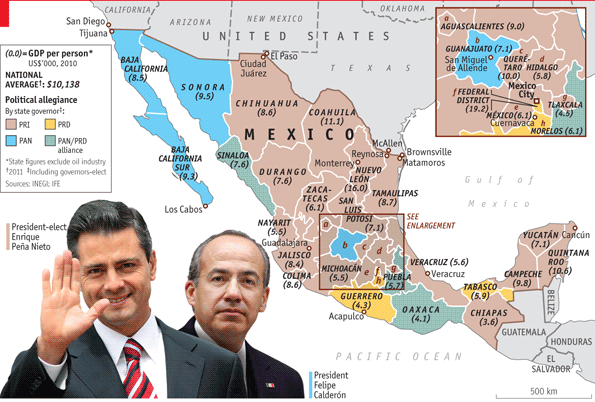 CALIFORNIA
ARIZONA
NEW MEXICO
OKLAHOMA
ARKANSAS
San Diego
Tijuana
UNITED STATES
TEXAS
El Paso
Ciudad
Juárez
(0.0)=GDP per person*
US$'000, 2010
NATIONAL
AVERAGE†: $10,138
Political allegiance
By state governor‡:
PRI
PRD
PAN
PAN/PRD
alliance
*State figures exclude oil industry
†2011 ‡Including governors-elect
Sources: INEGI; IFE
BAJA
CALIFORNIA
(8.5)
SONORA
(9.5)
CHIHUAHUA
(8.6)
COAHUILA
(11.1)
MEXICO
BAJA
CALIFORNIA
SUR
(9.3)
SINALOA
(7.6)
DURANGO
(7.6)
Monterrey
McAllen
Reynosa
Brownsville
Matamoros
NUEVO
LEÓN
(16.0)
ZACA-
TECAS
(6.1)
SAN
LUIS
POTOSI
(7.1)
TAMAULIPAS
(8.7)
Los Cabos
NAYARIT
(5.5)
Guadalajara
JALISCO
(8.4)
COLIMA
(8.6)
MICHOACÁN
(5.5)
a
b
c
d
e
e
h
g
PUEBLA
(5.7)
SEE
ENLARGEMENT
VERACRUZ (5.6)
Veracruz
GUERRERO
(4.3)
Acapulco
OAXACA
(4.1)
TABASCO
(5.9)
CHIAPAS
(3.6)
CAMPECHE
(9.8)
YUCATÁN
(7.1)
QUINTANA
ROO
(10.6)
Cancún
Gulf of
Mexico
BELIZE
GUATEMALA
HONDURAS
EL
SALVADOR
PACIFIC OCEAN
500 km
a
AGUASCALIENTES (9.0)
b
GUANAJUATO (7.1)
San Miguel
de Allende
c
QUERÉ-
TARO
(10.0)
d
HIDALGO
(5.8)
f FEDERAL
DISTRICT
(19.2)
Mexico
City
e
MÉXICO(6.1)
Cuernavaca
g
TLAXCALA
(4.5)
h
MORELOS (6.1)
President-elect
Enrique
Peña Nieto
President
Felipe
Calderón